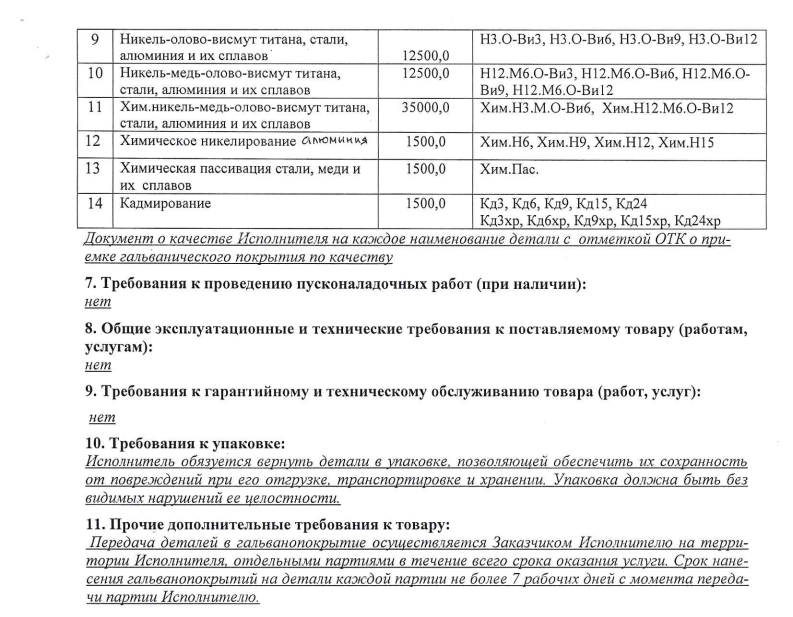 9 Никель-олово-висмут титана, стали, Н3.О-Ви3, Н3.О-Ви6, Н3.О-Ви9, Н3.О-Ви12
алюминия и их сплавов 12500,0
10 Никель-медь-олово-висмут титана, 12500,0 Н12.М6.О-Ви3, Н12.М6.О-Ви6, Н12.М6.О-
стали, алюминия и их сплавов Ви9, Н12.М6.О-Ви12
11 Хим.никель-медь-олово-висмут титана, 35000,0 Хим.Н3.М.О-Ви6, Хим.Н12.М6.О-Ви12
стали, алюминия и их сплавов
12 Химическое никелирование алюминия 1500,0 Хим.Н6, Хим.Н9, Хим.Н12, Хим.Н15
13 Химическая пассивация стали, меди и 1500,0 Хим.Пас.
их сплавов
14 Кадмирование 1500,0 Кд3, Кд6, Кд9, Кд15, Кд24
Кд3хр, Кд6хр, Кд9хр, Кд15хр, Кд24хр
Документ о качестве Исполнителя на каждое наименование детали с отметкой ОТК о при-
емке гальванического покрытия по качеству
7. Требования к проведению пусконаладочных работ (при наличии):
нет
8. Общие эксплуатационные и технические требования к поставляемому товару (работам,
услугам):
нет
9. Требования к гарантийному и техническому обслуживанию товара (работ, услуг):
нет
10. Требования к упаковке:
Исполнитель обязуется вернуть детали в упаковке, позволяющей обеспечить их сохранность
от повреждений при его отгрузке, транспортировке и хранении. Упаковка должна быть без
видимых нарушений ее целостности.
11. Прочие дополнительные требования к товару:
Передача деталей в гальванопокрытие осуществляется Заказчиком Исполнителю на терри-
тории Исполнителя, отдельными партиями в течение всего срока оказания услуги. Срок нане-
сения гальванопокрытий на детали каждой партии не более 7 рабочих дней с момента переда-
чи партии Исполнителю.